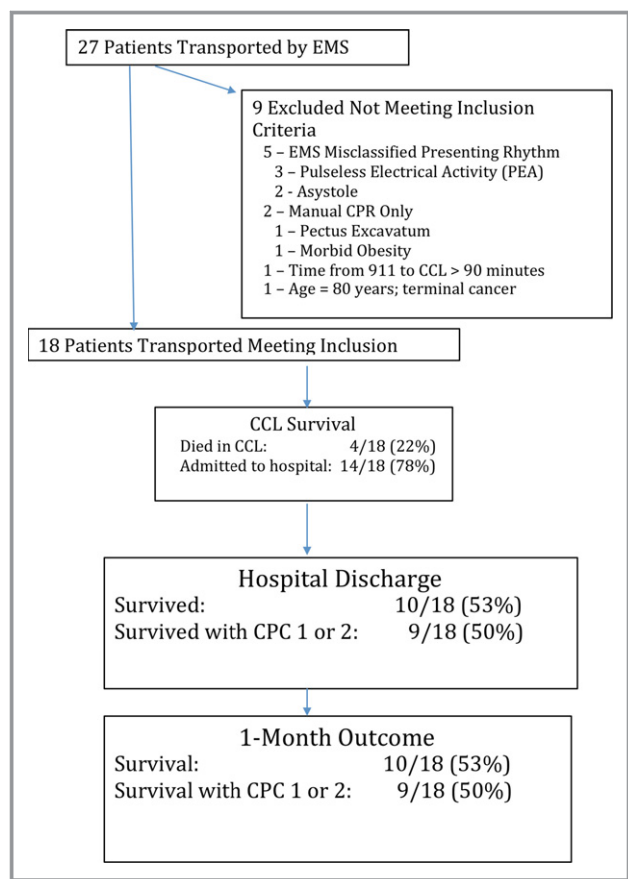 27 Patients Transported by EMS
9 Excluded Not Meeting Inclusion
Criteria
5 – EMS Misclassified Presenting Rhythm
3 – Pulseless Electrical Activity (PEA)
2 - Asystole
2 – Manual CPR Only
1 – Pectus Excavatum
1 – Morbid Obesity
1 – Time from 911 to CCL > 90 minutes
1 – Age = 80 years; terminal cancer
18 Patients Transported Meeting Inclusion
CCL Survival
Died in CCL: 4/18 (22%)
Admitted to hospital: 14/18 (78%)
Hospital Discharge
Survived: 10/18 (53%)
Survived with CPC 1 or 2: 9/18 (50%)
1-Month Outcome
Survival: 10/18 (53%)
Survival with CPC 1 or 2: 9/18 (50%)